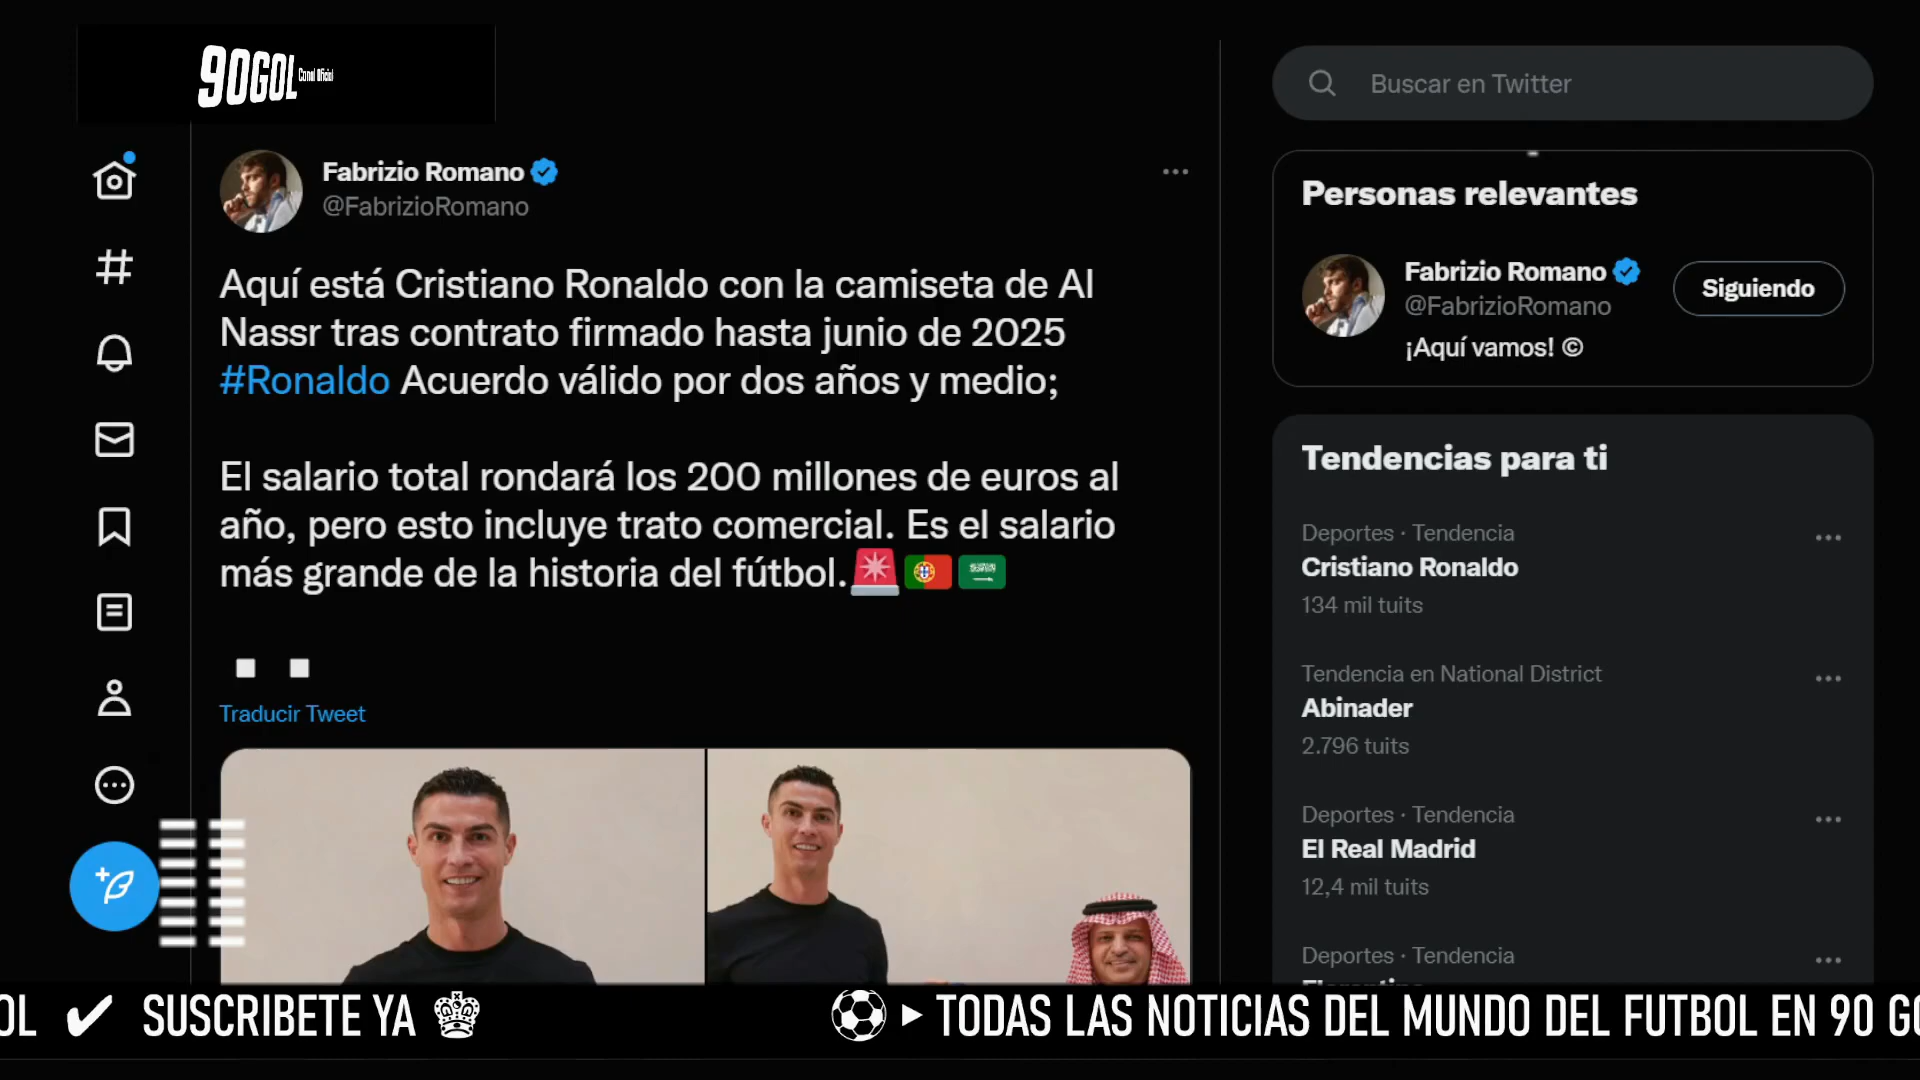 90GOL Canal Oficial
Fabrizio Romano
@FabrizioRomano
Aquí está Cristiano Ronaldo con la camiseta de Al
Nassr tras contrato firmado hasta junio de 2025
#Ronaldo Acuerdo válido por dos años y medio;
El salario total rondará los 200 millones de euros al
año, pero esto incluye trato comercial. Es el salario
más grande de la historia del fútbol.
Traducir Tweet
Buscar en Twitter
Personas relevantes
Fabrizio Romano
@FabrizioRomano
Siguiendo
¡Aquí vamos! ©
Tendencias para ti
Deportes · Tendencia
Cristiano Ronaldo
134 mil tuits
Tendencia en National District
Abinader
2.796 tuits
Deportes · Tendencia
El Real Madrid
12,4 mil tuits
Deportes · Tendencia
OL ✔ SUSCRIBETE YA ♚ ⚽ ► TODAS LAS NOTICIAS DEL MUNDO DEL FUTBOL EN 90 GO